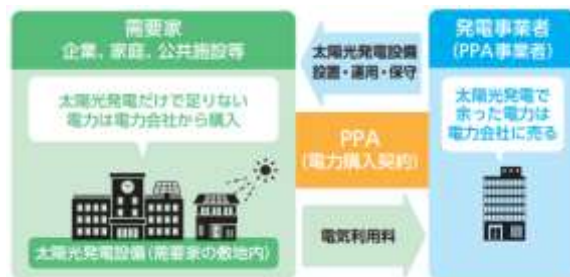 需要家
企業、家庭、公共施設等
太陽光発電だけで足りない
電力は電力会社から購入
太陽光発電設備(需要家の敷地内)
太陽光発電設備
設置・運用・保守
PPA
(電力購入契約)
電気利用料
発電事業者
(PPA事業者)
太陽光発電で
余った電力は
電力会社に売る